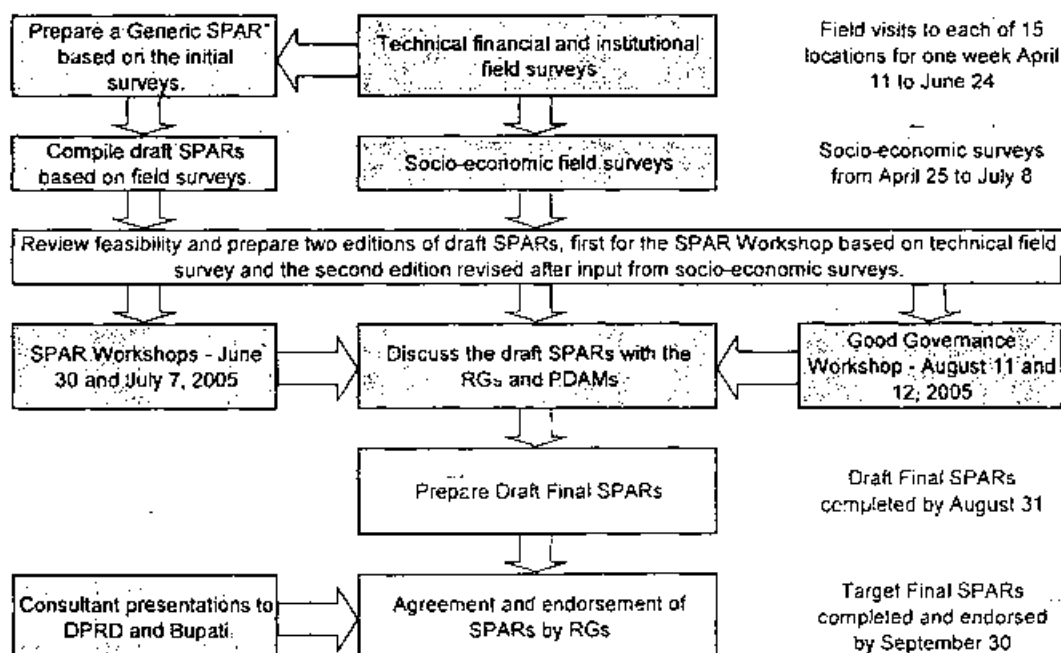 Prepare a Generic SPAR
based on the initial
surveys.
Technical financial and institutional
field surveys
Field visits to each of 15
locations for one week April
11 to June 24
Compile draft SPARs
based on field surveys.
Socio-economic field surveys
Socio-economic surveys
from April 25 to July 8
Review feasibility and prepare two editions of draft SPARs, first for the SPAR Workshop based on technical field
survey and the second edition revised after input from socio-economic surveys.
SPAR Workshops - June
30 and July 7, 2005
Discuss the draft SPARs with the
RGs and PDAMs
Good Governance
Workshop - August 11 and
12, 2005
Prepare Draft Final SPARs
Draft Final SPARs
completed by August 31
Consultant presentations to
DPRD and Bupati.
Agreement and endorsement of
SPARs by RGs
Target Final SPARs
completed and endorsed
by September 30